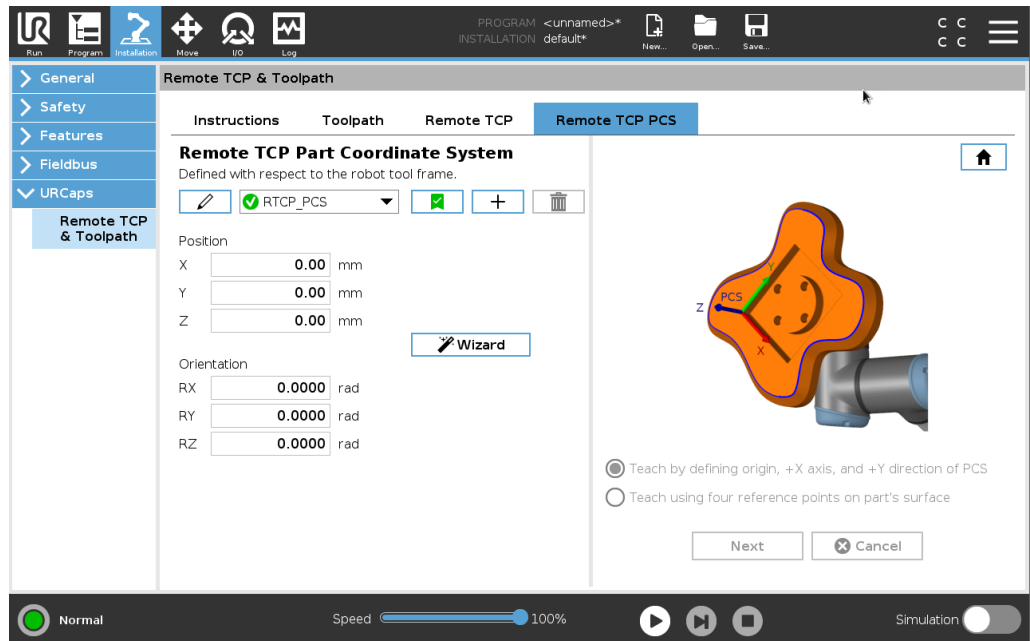 PROGRAM <unnamed>*
INSTALLATION default*
Run
Program
Installation
Move
I/O
Log
New...
Open...
Save...
C C
C C
General
Safety
Features
Fieldbus
URCaps
Remote TCP
& Toolpath
Remote TCP & Toolpath
Instructions
Toolpath
Remote TCP
Remote TCP PCS
Remote TCP Part Coordinate System
Defined with respect to the robot tool frame.
RTCP_PCS
Position
X 0.00 mm
Y 0.00 mm
Z 0.00 mm
Wizard
Orientation
RX 0.0000 rad
RY 0.0000 rad
RZ 0.0000 rad
Y
PCS
Z
X
Teach by defining origin, +X axis, and +Y direction of PCS
Teach using four reference points on part's surface
Next
Cancel
Normal
Speed
100%
Simulation